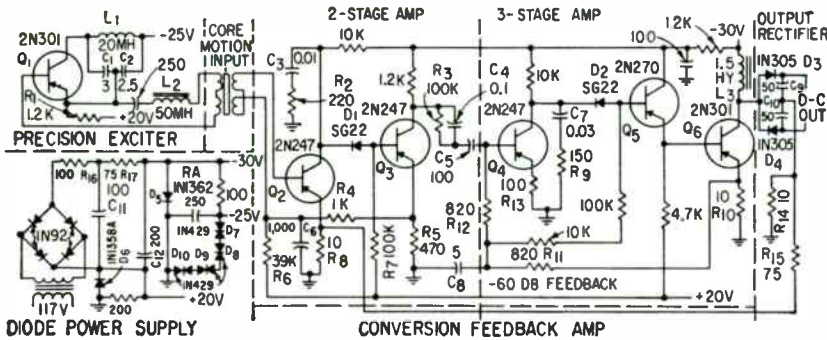 L1
20MH
-25V
2N301
Q1
C1
3
C2
2.5
250
L2
50MH
R1
1.2K
+20V
PRECISION EXCITER
CORE
MOTION
INPUT
2-STAGE AMP
3-STAGE AMP
OUTPUT
RECTIFIER
C3
0.01
10K
R2
220
D1
SG22
2N247
Q2
1.2K
R3
100K
C4
0.1
2N247
Q3
C5
100
R4
1K
1,000
C6
39K
R6
10
R8
R7 100K
R5
470
5
C8
10K
2N247
Q4
D2
SG22
C7
0.03
150
R9
100
R13
820
R12
100K
10K
820 R11
-60 DB FEEDBACK
2N270
Q5
100
1.2K
-30V
1.5
HY
L3
2N301
Q6
4.7K
10
R10
+20V
1N305 D3
50
C9
C10
50
D-C
OUT
1N305
D4
R14 10
R15
75
100
R16
75 R17
100
C11
1N92
1N1358A
D6
C12 200
117V
200
RA
1N1362
D5
250
1N429
100
-30V
-25V
D7
D8
D10 D9
1N429
+20V
DIODE POWER SUPPLY
CONVERSION FEEDBACK AMP